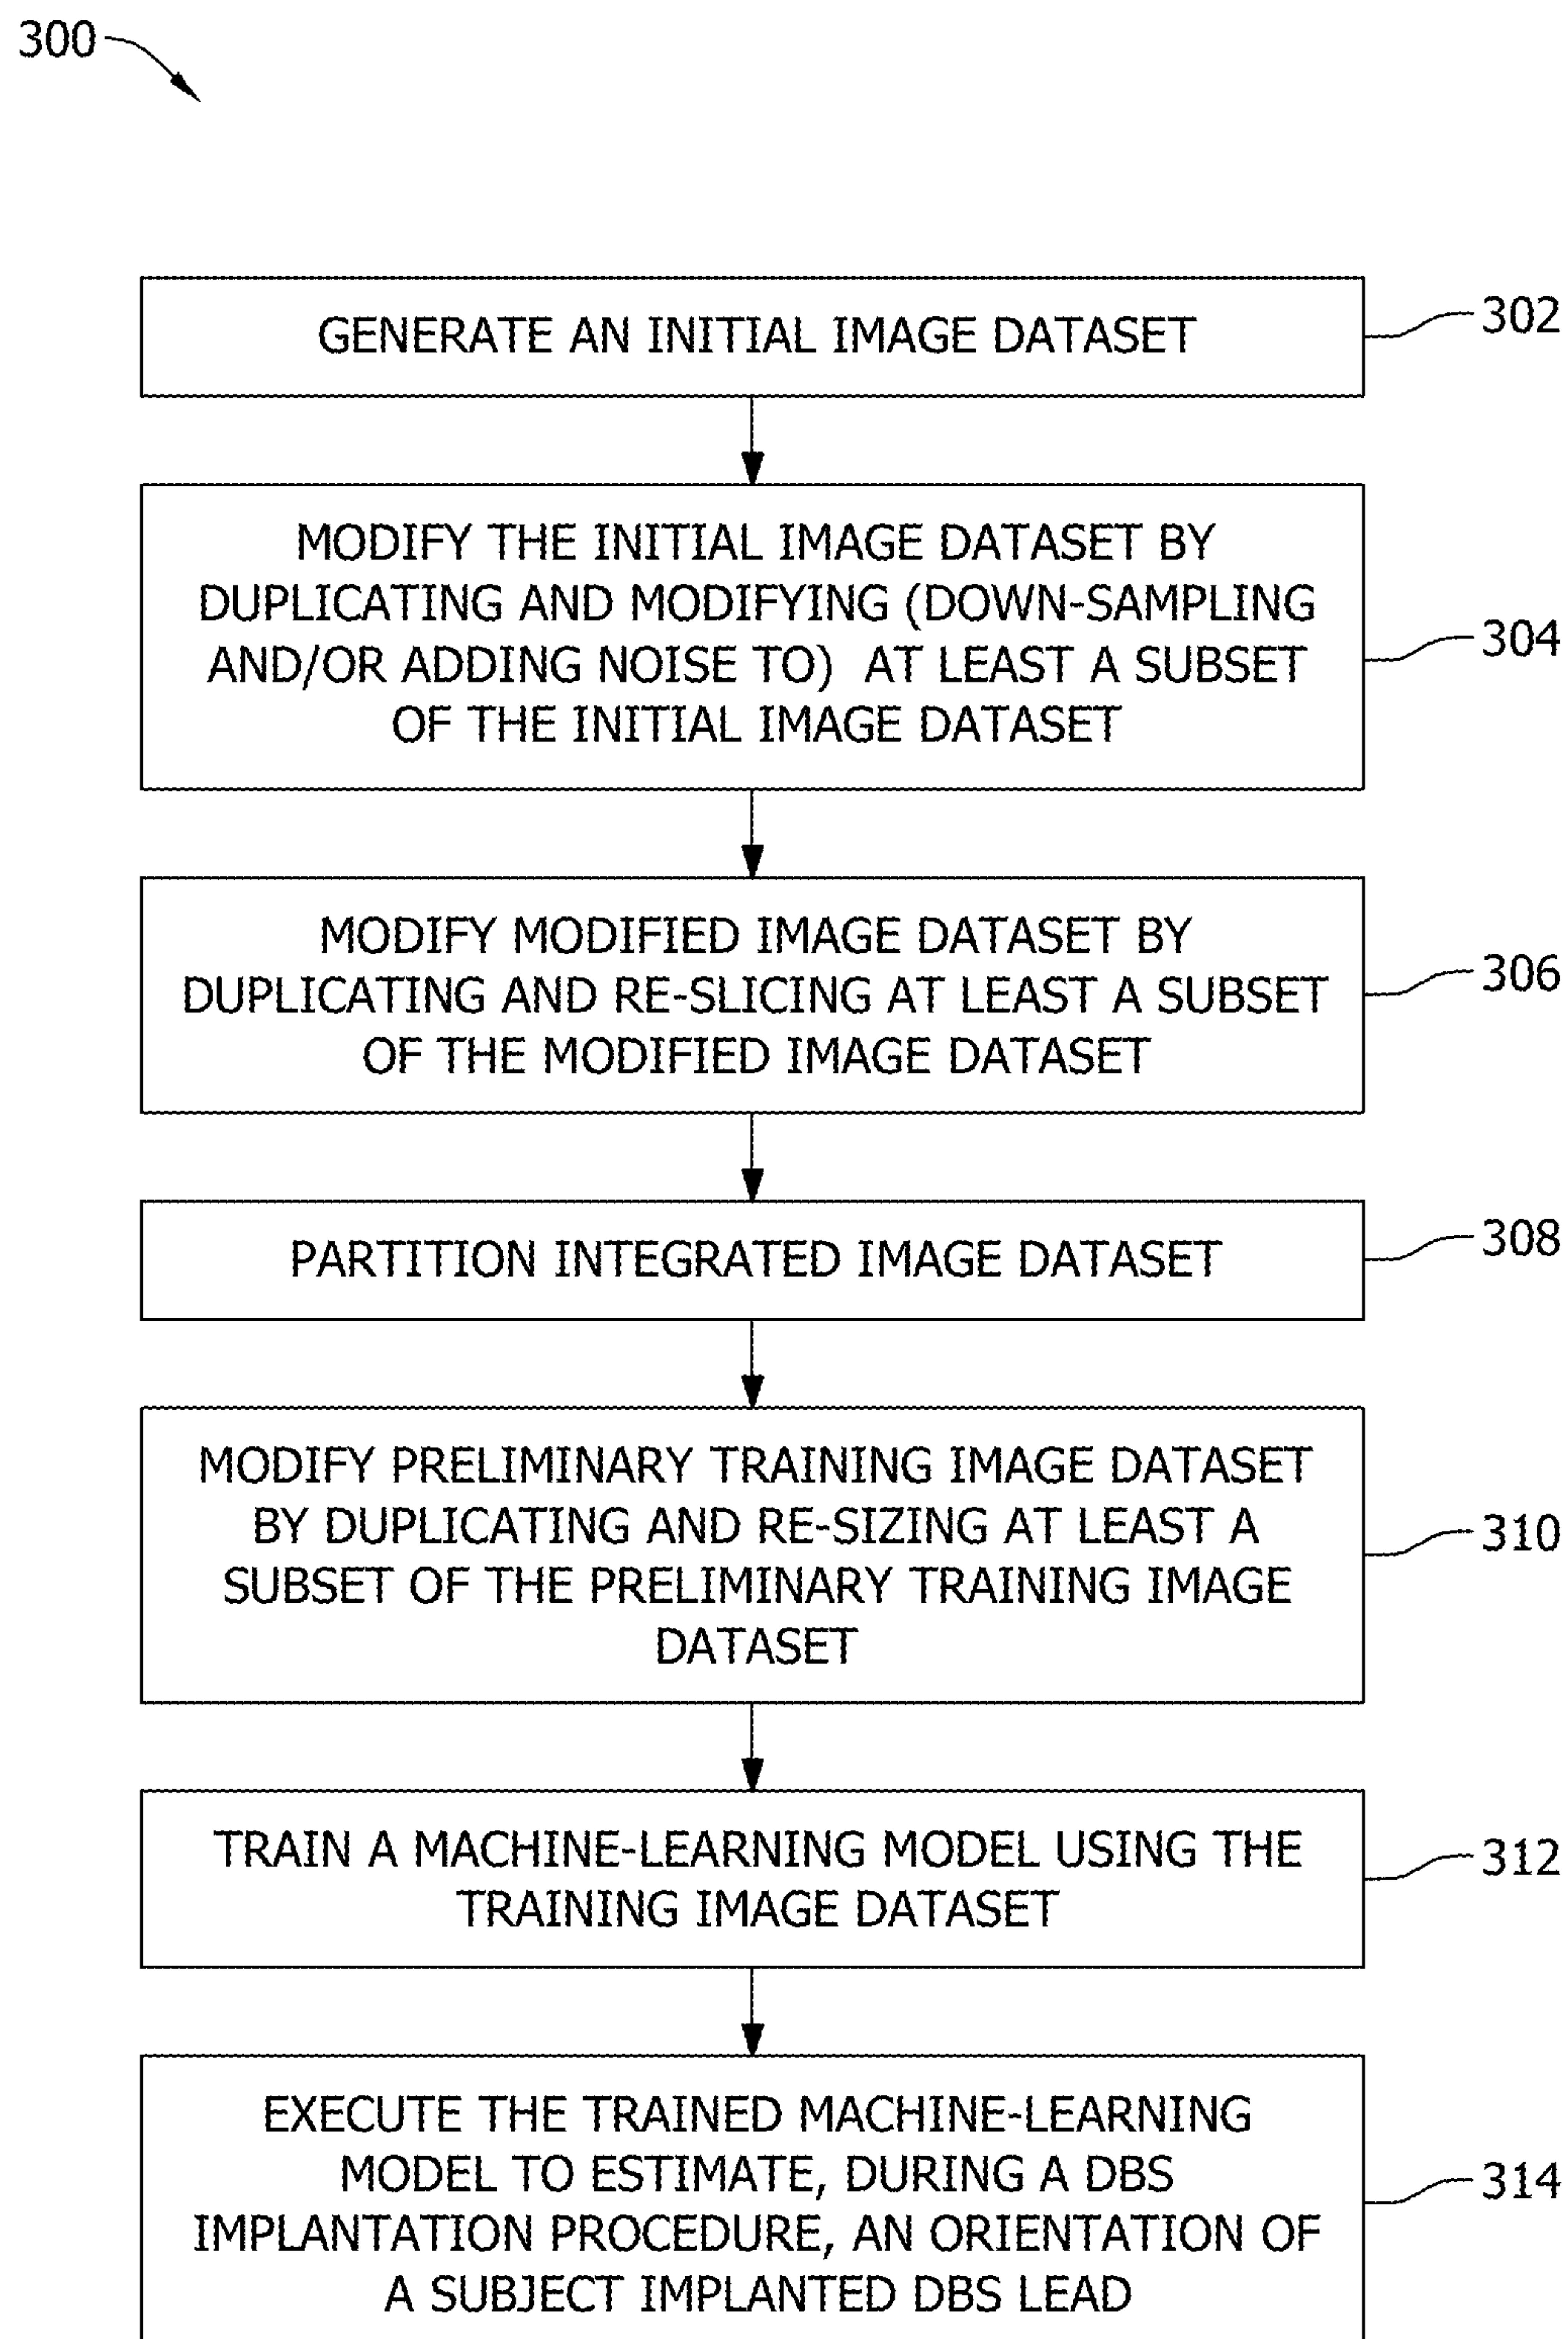 300
GENERATE AN INITIAL IMAGE DATASET
302
MODIFY THE INITIAL IMAGE DATASET BY
DUPLICATING AND MODIFYING (DOWN-SAMPLING
AND/OR ADDING NOISE TO) AT LEAST A SUBSET
OF THE INITIAL IMAGE DATASET
304
MODIFY MODIFIED IMAGE DATASET BY
DUPLICATING AND RE-SLICING AT LEAST A SUBSET
OF THE MODIFIED IMAGE DATASET
306
PARTITION INTEGRATED IMAGE DATASET
308
MODIFY PRELIMINARY TRAINING IMAGE DATASET
BY DUPLICATING AND RE-SIZING AT LEAST A
SUBSET OF THE PRELIMINARY TRAINING IMAGE
DATASET
310
TRAIN A MACHINE-LEARNING MODEL USING THE
TRAINING IMAGE DATASET
312
EXECUTE THE TRAINED MACHINE-LEARNING
MODEL TO ESTIMATE, DURING A DBS
IMPLANTATION PROCEDURE, AN ORIENTATION OF
A SUBJECT IMPLANTED DBS LEAD
314